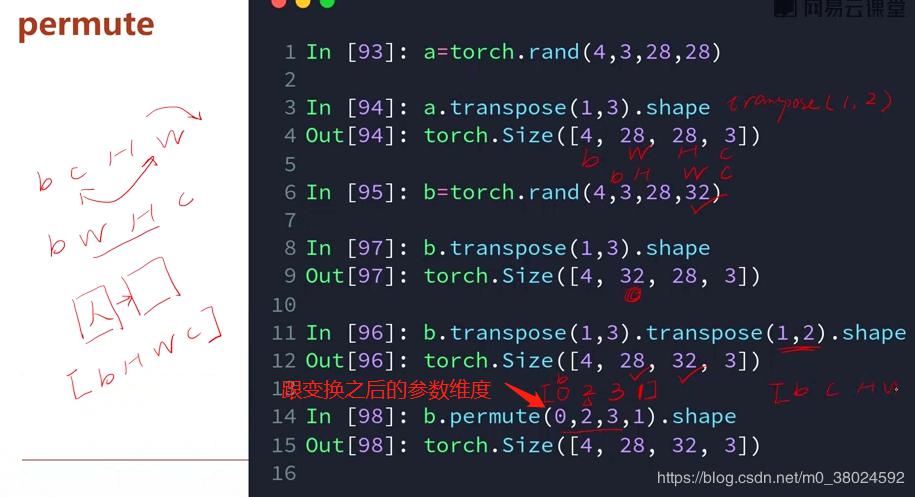 permute
网易云课堂
1 In [93]: a=torch.rand(4,3,28,28)
2
3 In [94]: a.transpose(1,3).shape transpose(1,2)
4 Out[94]: torch.Size([4, 28, 28, 3])
b W H C
5
b H W C
6 In [95]: b=torch.rand(4,3,28,32)
7
8 In [97]: b.transpose(1,3).shape
9 Out[97]: torch.Size([4, 32, 28, 3])
10
11 In [96]: b.transpose(1,3).transpose(1,2).shape
12 Out[96]: torch.Size([4, 28, 32, 3])
b
13 跟变换之后的参数维度 [0 2 3 1] [b C H W
14 In [98]: b.permute(0,2,3,1).shape
15 Out[98]: torch.Size([4, 28, 32, 3])
16
b C H W
b W H C
[b H W C]
https://blog.csdn.net/m0_38024592